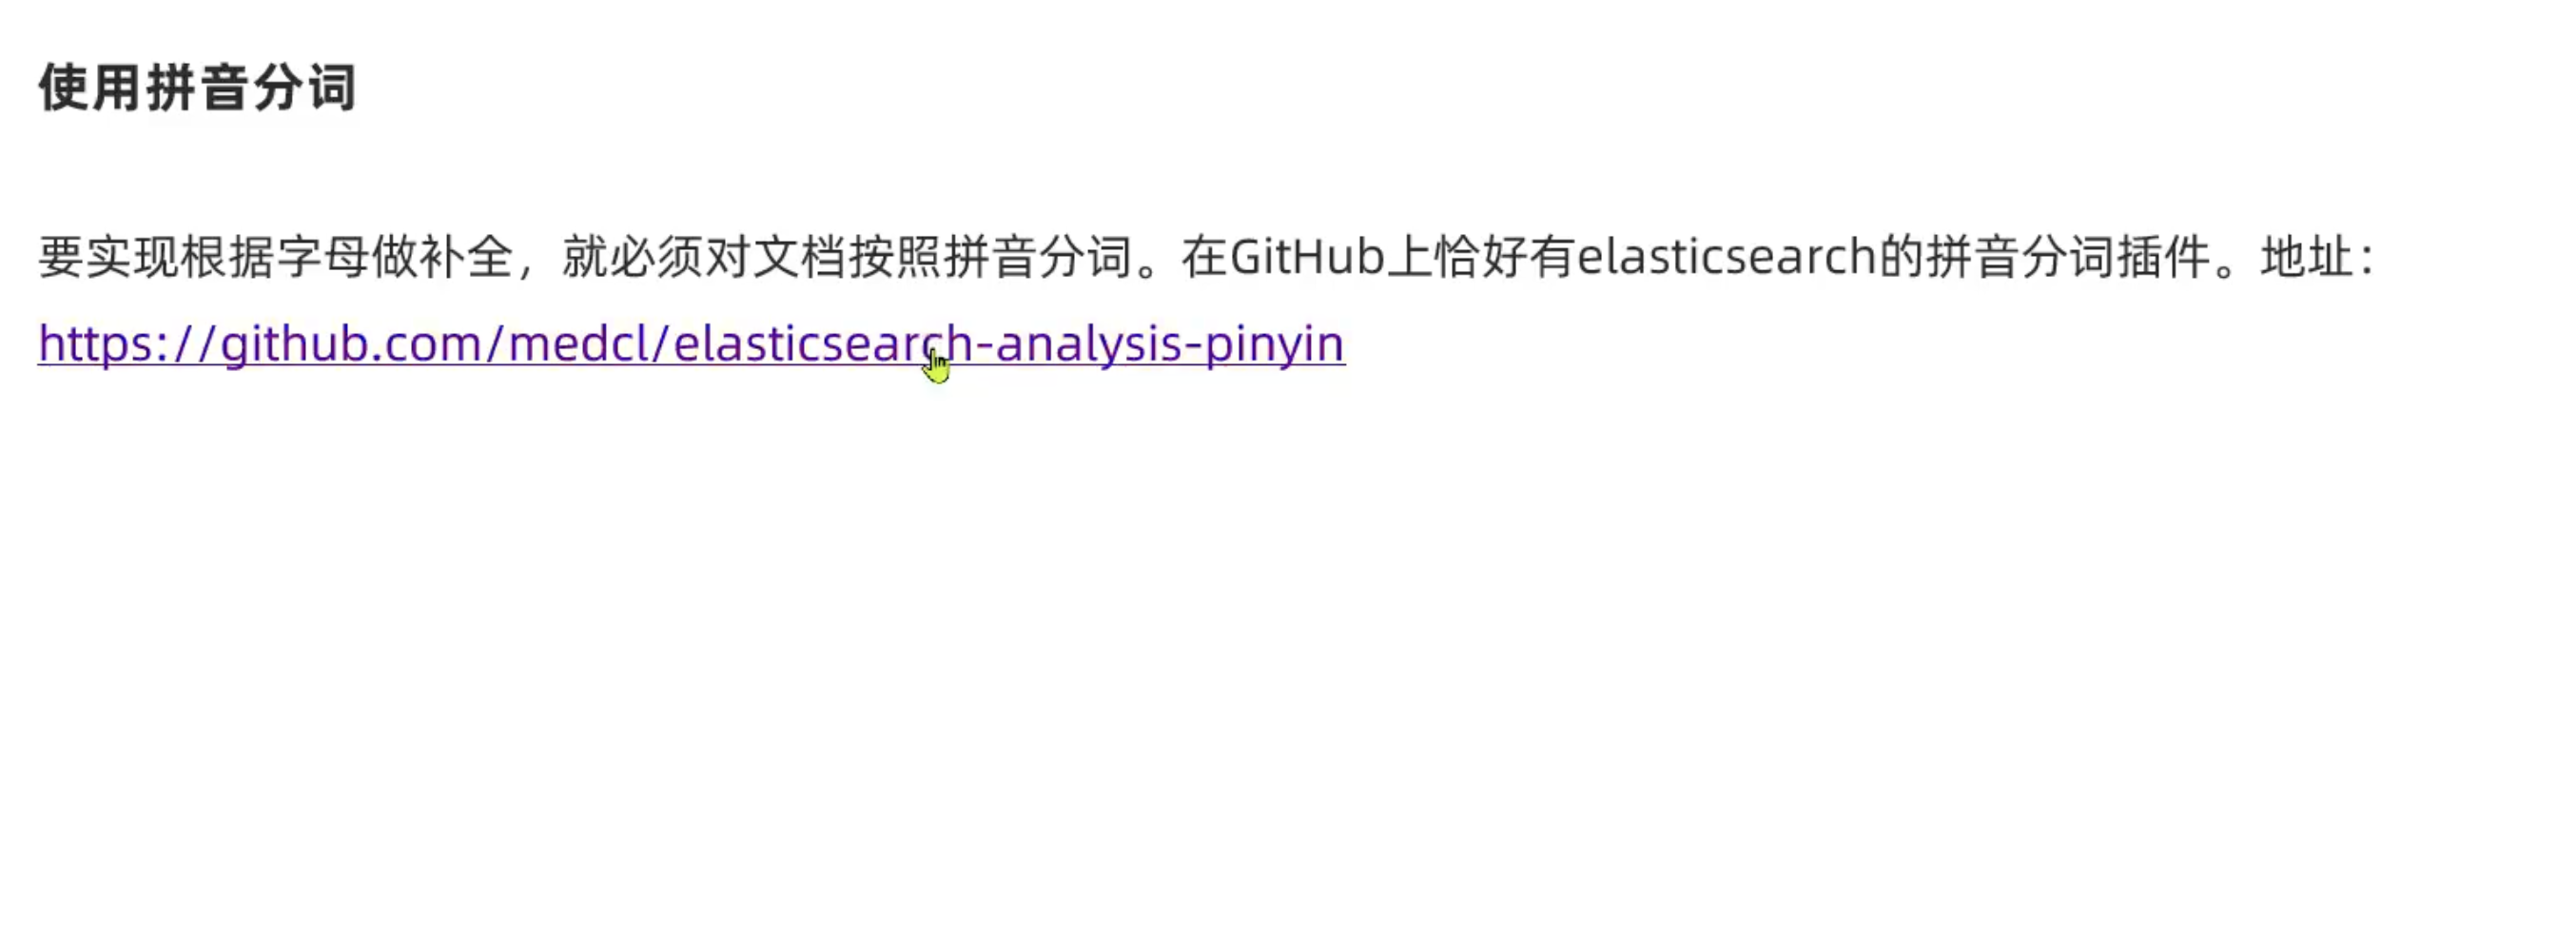 使用拼音分词
要实现根据字母做补全，就必须对文档按照拼音分词。在GitHub上恰好有elasticsearch的拼音分词插件。地址：
https://github.com/medcl/elasticsearch-analysis-pinyin